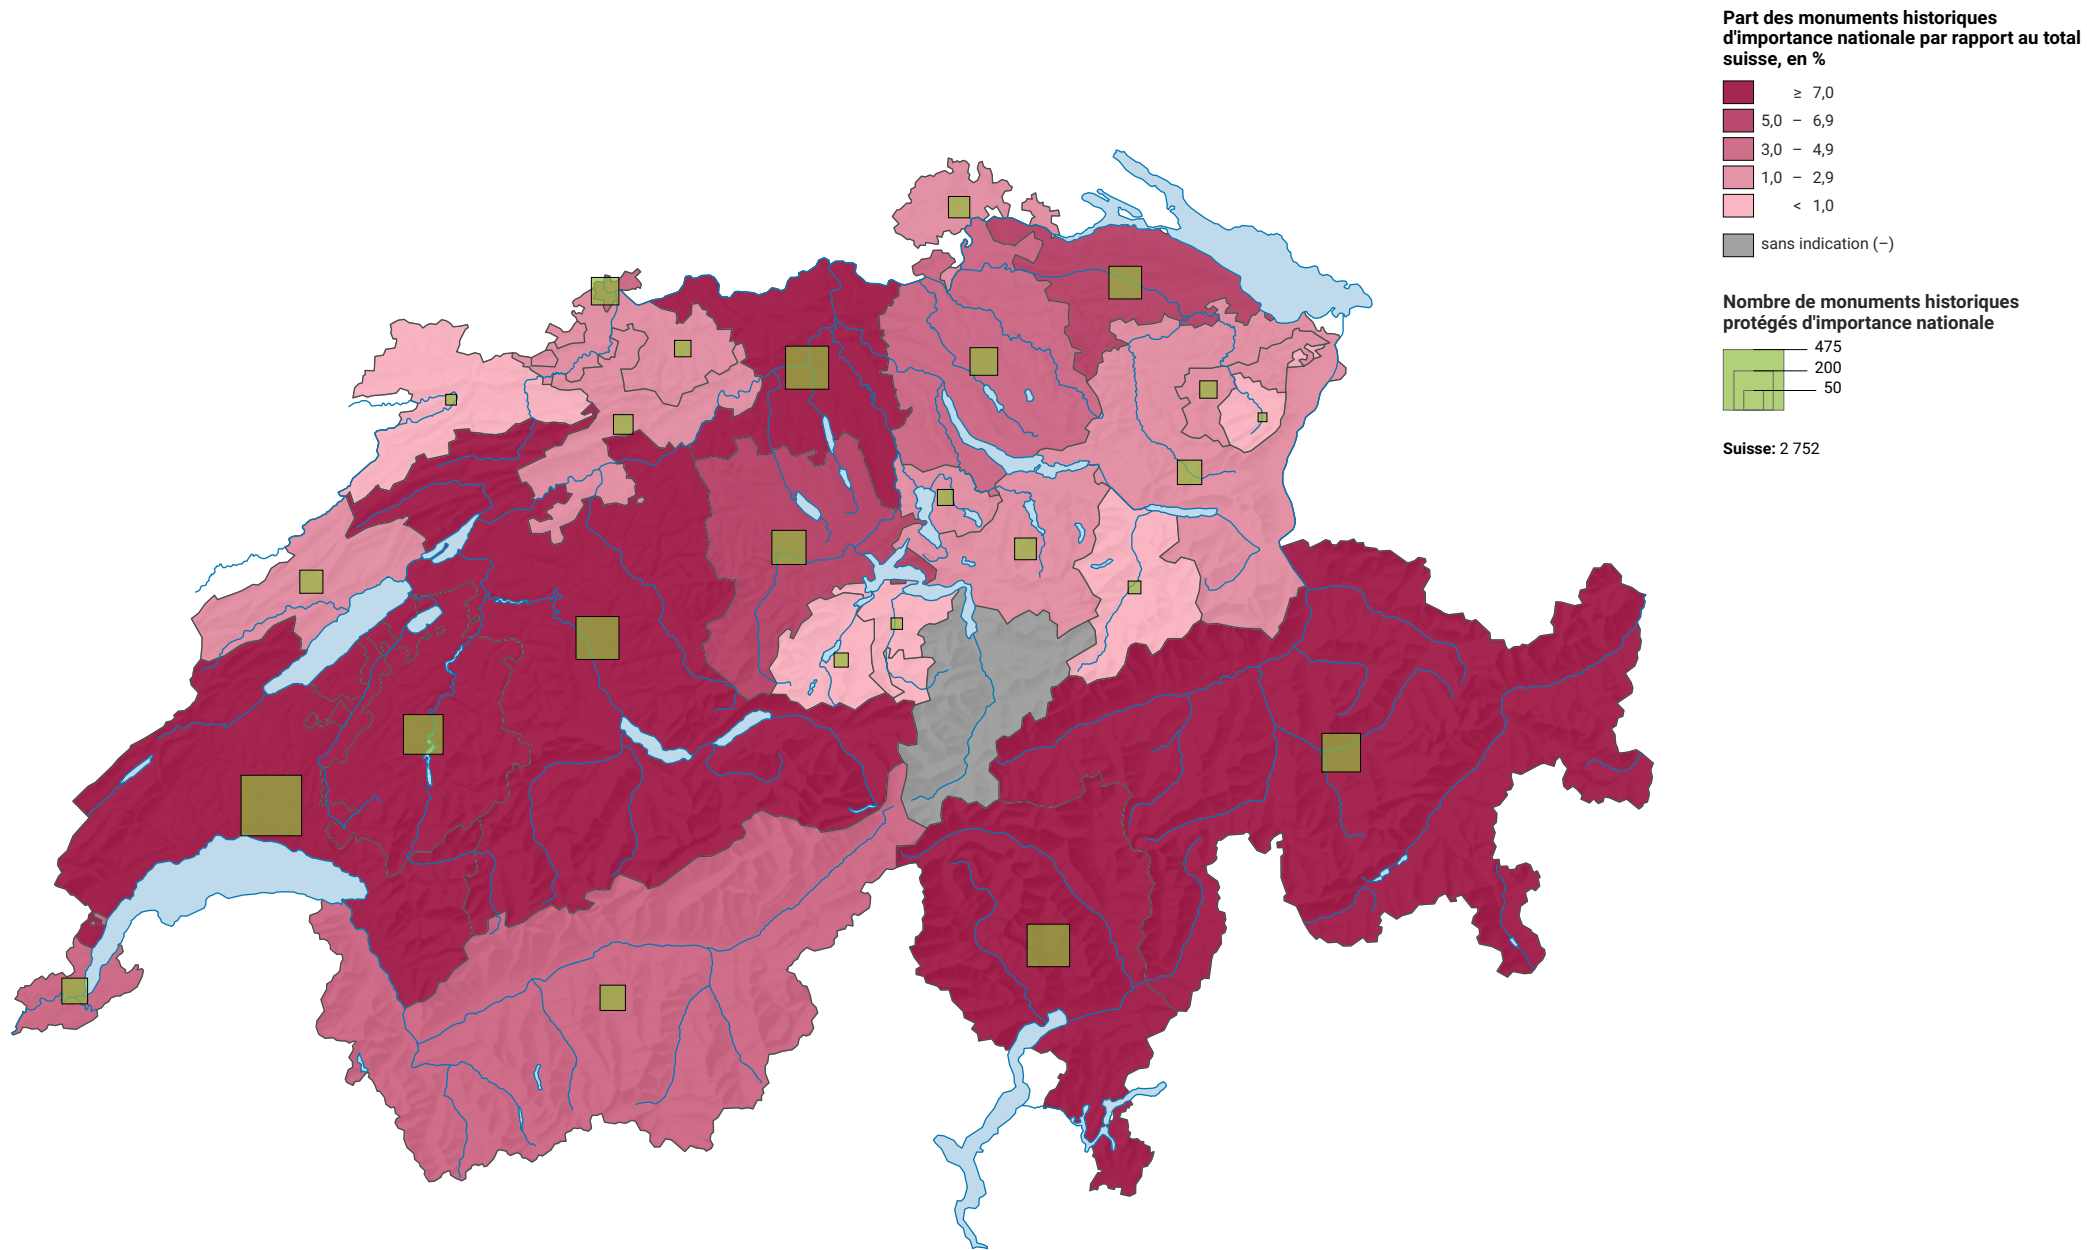 Part des monuments historiques
d'importance nationale par rapport au total
suisse, en %
≥ 7,0
5,0 – 6,9
3,0 – 4,9
1,0 – 2,9
< 1,0
sans indication (–)
Nombre de monuments historiques
protégés d'importance nationale
475
200
50
Suisse: 2 752